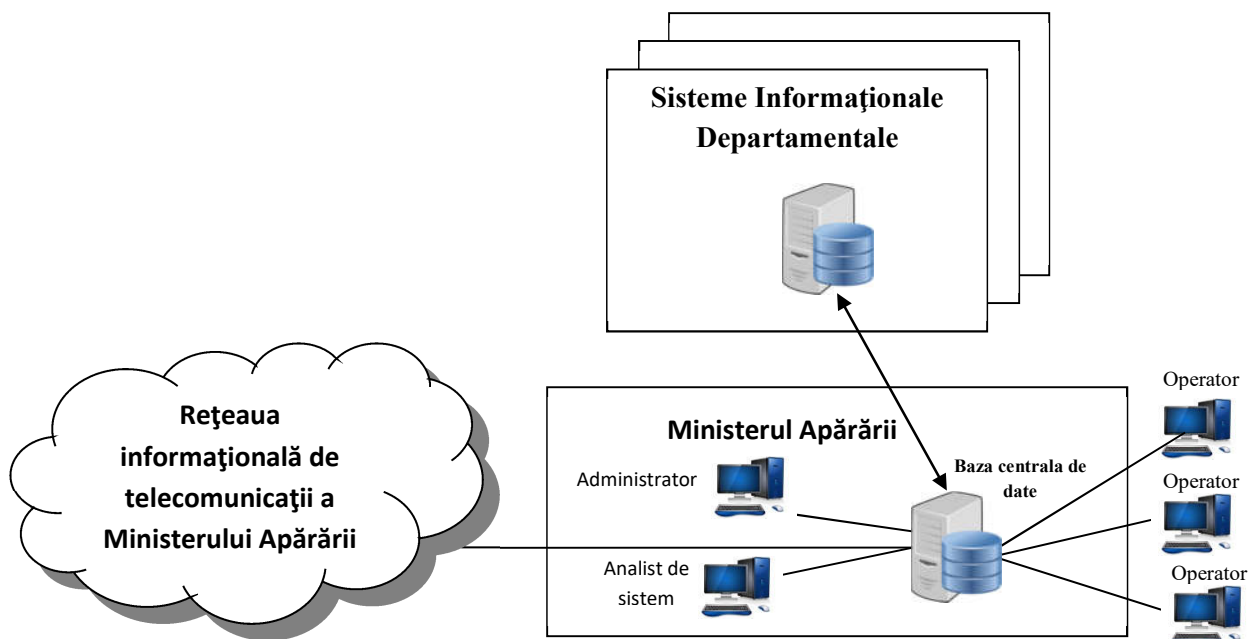 Sisteme Informaţionale
Departamentale
Reţeaua
informaţională de
telecomunicaţii a
Ministerului Apărării
Ministerul Apărării
Administrator
Analist de
sistem
Baza centrala de
date
Operator
Operator
Operator